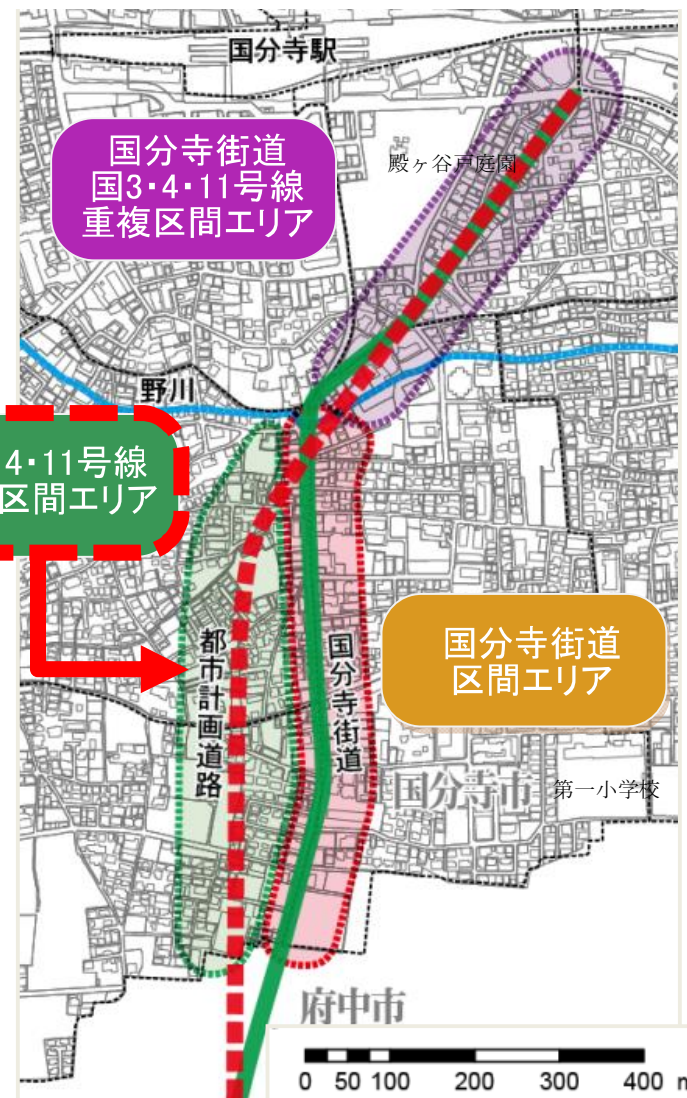 国分寺駅
国分寺街道
国3・4・11号線
重複区間エリア
殿ヶ谷戸庭園
野川
4・11号線
区間エリア
都市計画道路
国分寺街道
国分寺街道
区間エリア
国分寺市
第一小学校
府中市
0 50 100 200 300 400 m